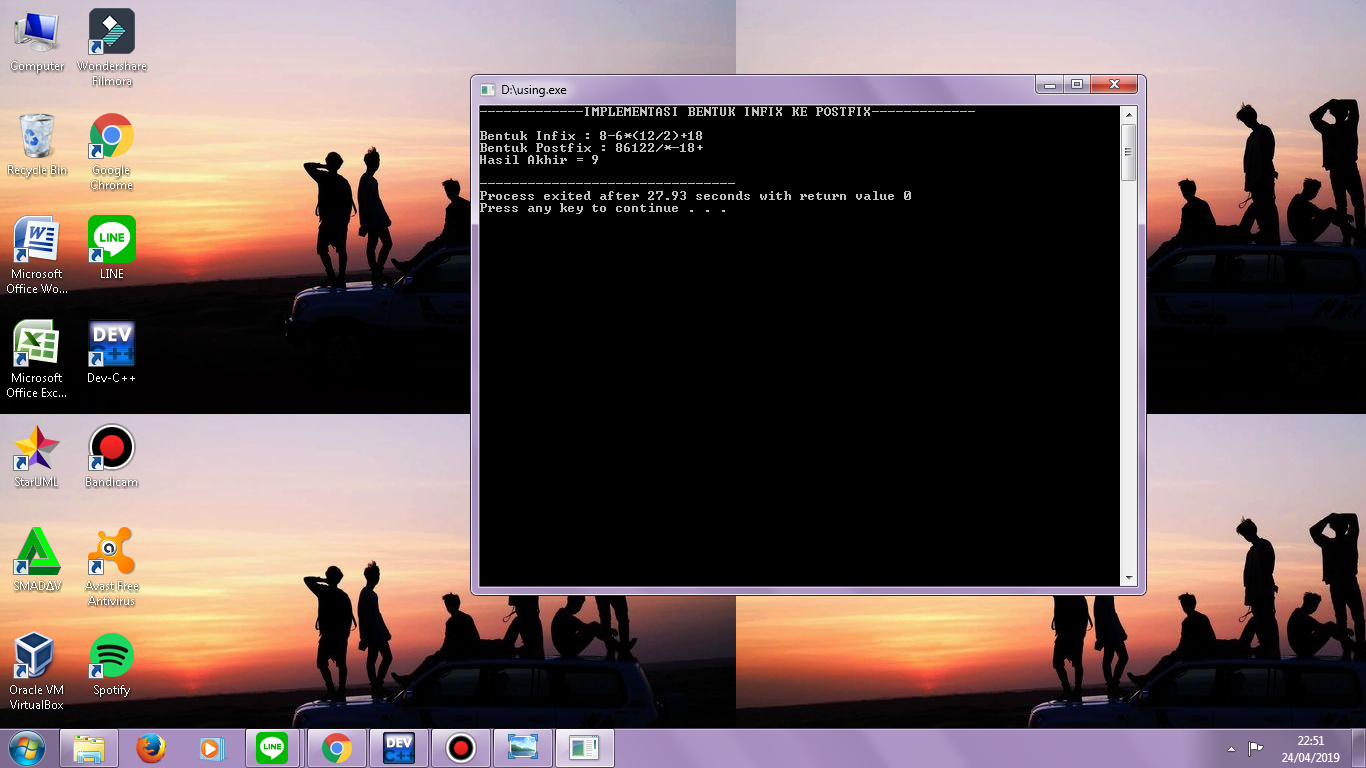 Computer
Wondershare
Filmora
Recycle Bin
Google
Chrome
Microsoft
Office Wo...
LINE
LINE
Microsoft
Office Exc...
DEV
C++
Dev-C++
StarUML
Bandicam
SMADΔV
Avast Free
Antivirus
Oracle VM
VirtualBox
Spotify
D:\using.exe
-------------IMPLEMENTASI BENTUK INFIX KE POSTFIX-------------
Bentuk Infix : 8-6*(12/2)+18
Bentuk Postfix : 86122/*-18+
Hasil Akhir = 9
--------------------------------
Process exited after 27.93 seconds with return value 0
Press any key to continue . . .
LINE
DEV
C++
22:51
24/04/2019